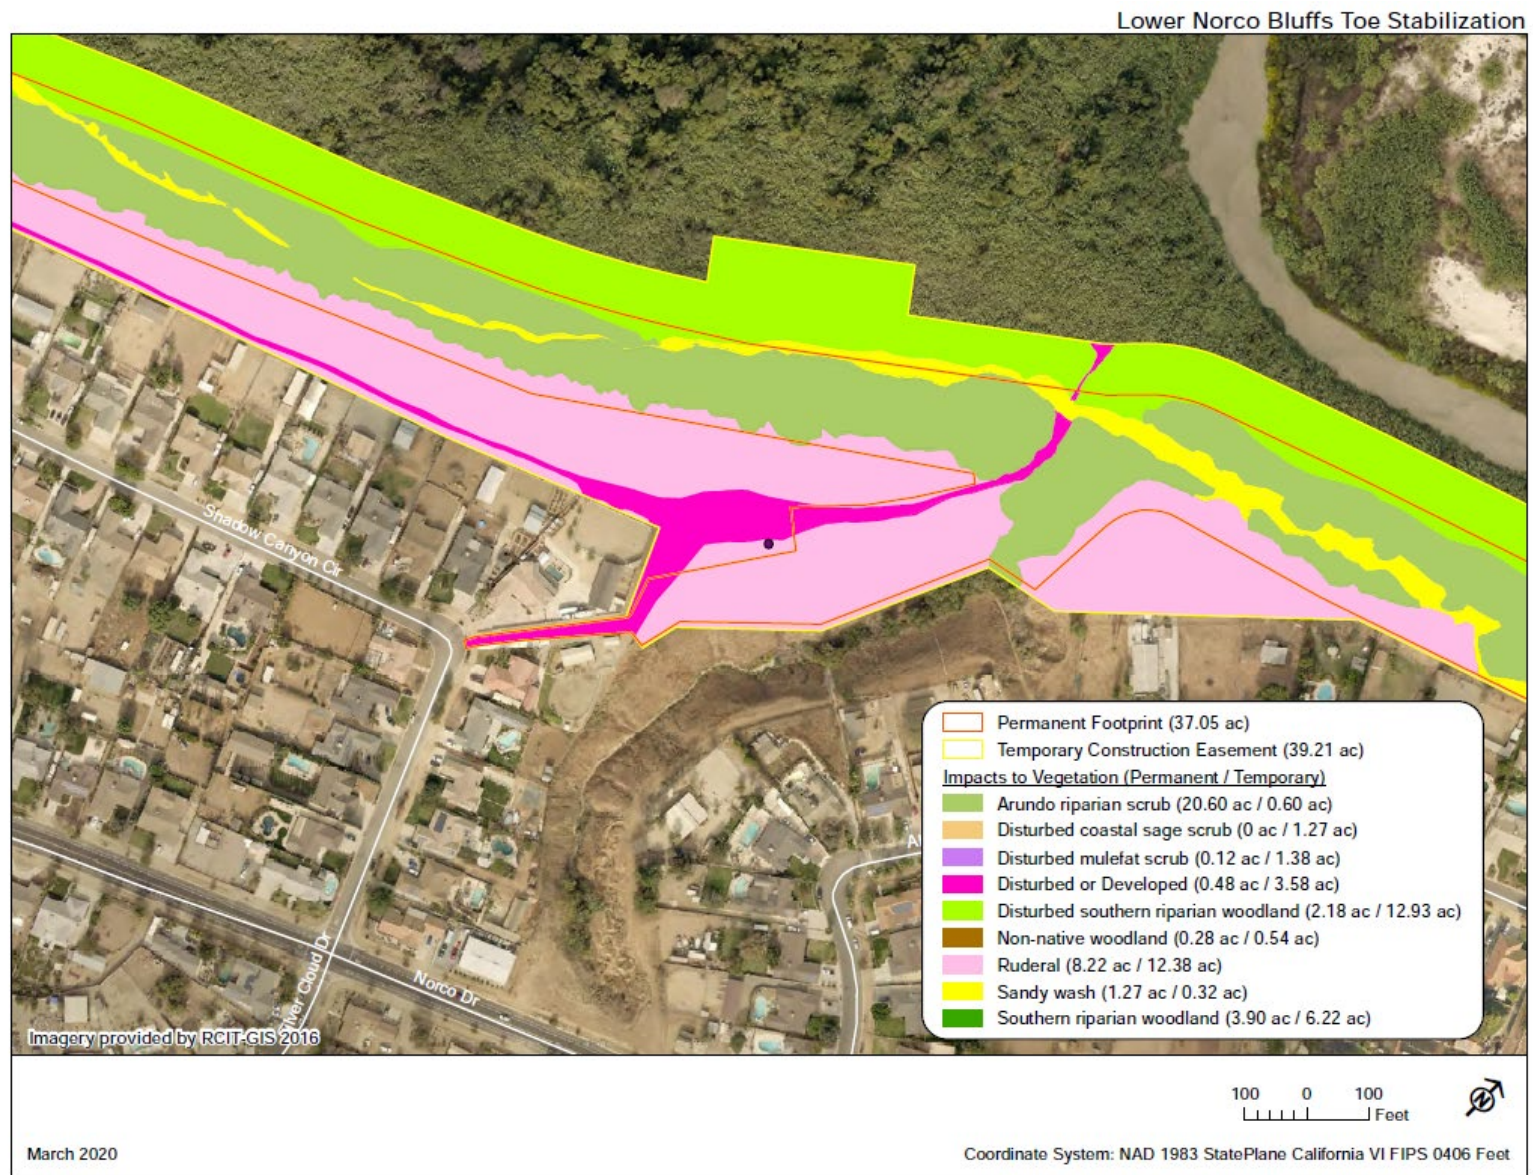 Lower Norco Bluffs Toe Stabilization
Shadow Canyon Cir
Permanent Footprint (37.05 ac)
Temporary Construction Easement (39.21 ac)
Impacts to Vegetation (Permanent / Temporary)
Arundo riparian scrub (20.60 ac / 0.60 ac)
Disturbed coastal sage scrub (0 ac / 1.27 ac)
Disturbed mulefat scrub (0.12 ac / 1.38 ac)
Disturbed or Developed (0.48 ac / 3.58 ac)
Disturbed southern riparian woodland (2.18 ac / 12.93 ac)
Non-native woodland (0.28 ac / 0.54 ac)
Ruderal (8.22 ac / 12.38 ac)
Sandy wash (1.27 ac / 0.32 ac)
Southern riparian woodland (3.90 ac / 6.22 ac)
A
Silver Cloud Dr
Norco Dr
Imagery provided by RCIT-GIS 2016
100 0 100
Feet
N
March 2020
Coordinate System: NAD 1983 StatePlane California VI FIPS 0406 Feet